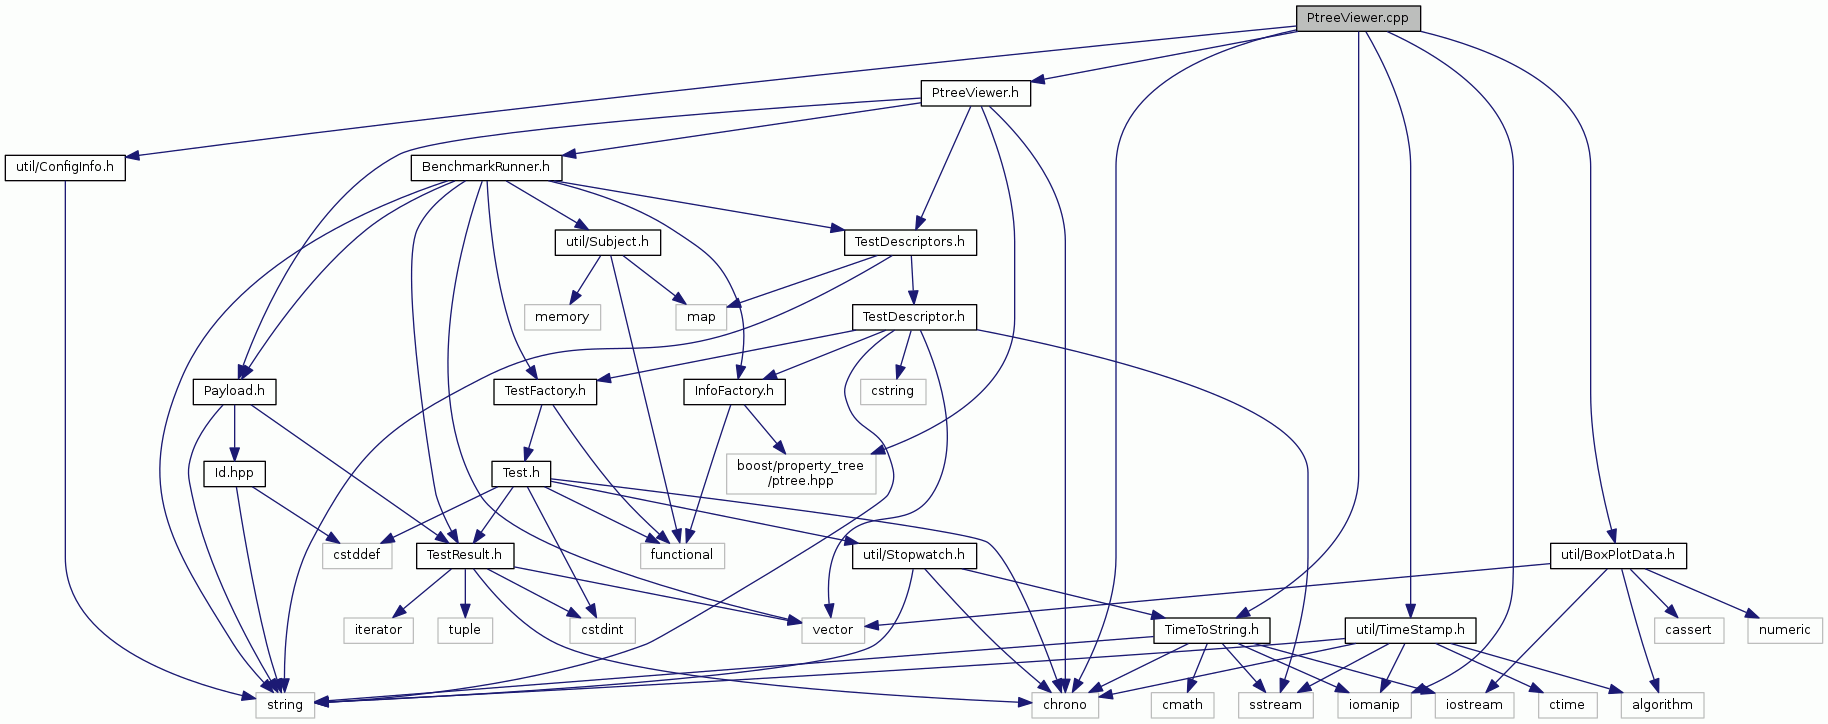 PtreeViewer.cpp
PtreeViewer.h
util/ConfigInfo.h
BenchmarkRunner.h
util/Subject.h
TestDescriptors.h
memory
map
TestDescriptor.h
Payload.h
TestFactory.h
InfoFactory.h
cstring
Id.hpp
Test.h
boost/property_tree
/ptree.hpp
cstddef
TestResult.h
functional
util/Stopwatch.h
util/BoxPlotData.h
iterator
tuple
cstdint
vector
TimeToString.h
util/TimeStamp.h
cassert
numeric
string
chrono
cmath
sstream
iomanip
iostream
ctime
algorithm